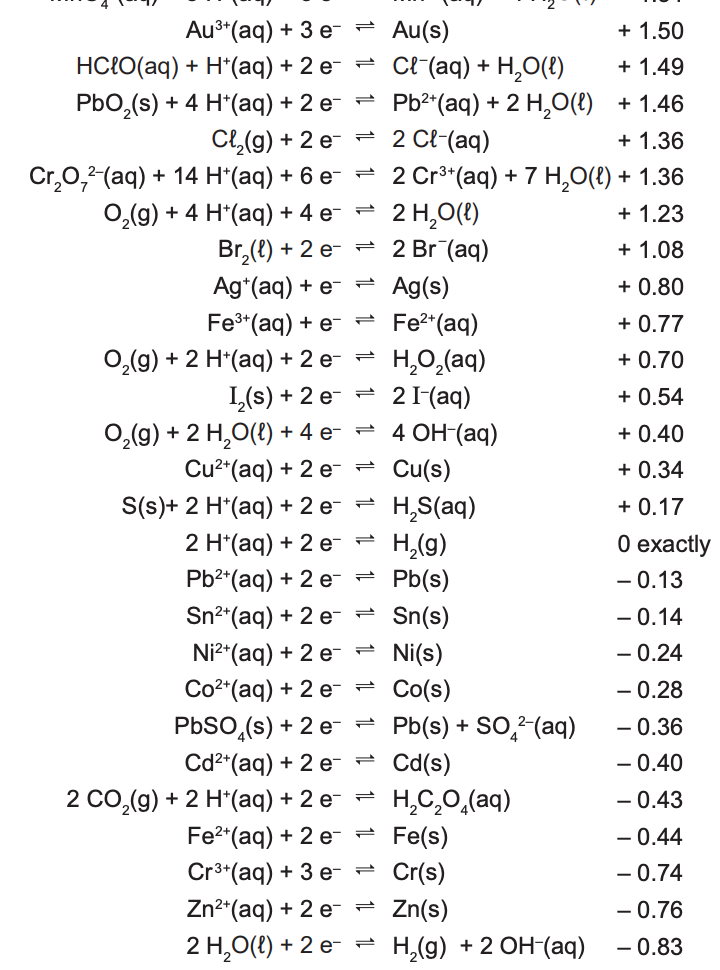 Au³⁺(aq) + 3 e⁻ ⇌ Au(s) + 1.50
HCℓO(aq) + H⁺(aq) + 2 e⁻ ⇌ Cℓ⁻(aq) + H₂O(ℓ) + 1.49
PbO₂(s) + 4 H⁺(aq) + 2 e⁻ ⇌ Pb²⁺(aq) + 2 H₂O(ℓ) + 1.46
Cℓ₂(g) + 2 e⁻ ⇌ 2 Cℓ⁻(aq) + 1.36
Cr₂O₇²⁻(aq) + 14 H⁺(aq) + 6 e⁻ ⇌ 2 Cr³⁺(aq) + 7 H₂O(ℓ) + 1.36
O₂(g) + 4 H⁺(aq) + 4 e⁻ ⇌ 2 H₂O(ℓ) + 1.23
Br₂(ℓ) + 2 e⁻ ⇌ 2 Br⁻(aq) + 1.08
Ag⁺(aq) + e⁻ ⇌ Ag(s) + 0.80
Fe³⁺(aq) + e⁻ ⇌ Fe²⁺(aq) + 0.77
O₂(g) + 2 H⁺(aq) + 2 e⁻ ⇌ H₂O₂(aq) + 0.70
I₂(s) + 2 e⁻ ⇌ 2 I⁻(aq) + 0.54
O₂(g) + 2 H₂O(ℓ) + 4 e⁻ ⇌ 4 OH⁻(aq) + 0.40
Cu²⁺(aq) + 2 e⁻ ⇌ Cu(s) + 0.34
S(s)+ 2 H⁺(aq) + 2 e⁻ ⇌ H₂S(aq) + 0.17
2 H⁺(aq) + 2 e⁻ ⇌ H₂(g) 0 exactly
Pb²⁺(aq) + 2 e⁻ ⇌ Pb(s) – 0.13
Sn²⁺(aq) + 2 e⁻ ⇌ Sn(s) – 0.14
Ni²⁺(aq) + 2 e⁻ ⇌ Ni(s) – 0.24
Co²⁺(aq) + 2 e⁻ ⇌ Co(s) – 0.28
PbSO₄(s) + 2 e⁻ ⇌ Pb(s) + SO₄²⁻(aq) – 0.36
Cd²⁺(aq) + 2 e⁻ ⇌ Cd(s) – 0.40
2 CO₂(g) + 2 H⁺(aq) + 2 e⁻ ⇌ H₂C₂O₄(aq) – 0.43
Fe²⁺(aq) + 2 e⁻ ⇌ Fe(s) – 0.44
Cr³⁺(aq) + 3 e⁻ ⇌ Cr(s) – 0.74
Zn²⁺(aq) + 2 e⁻ ⇌ Zn(s) – 0.76
2 H₂O(ℓ) + 2 e⁻ ⇌ H₂(g) + 2 OH⁻(aq) – 0.83